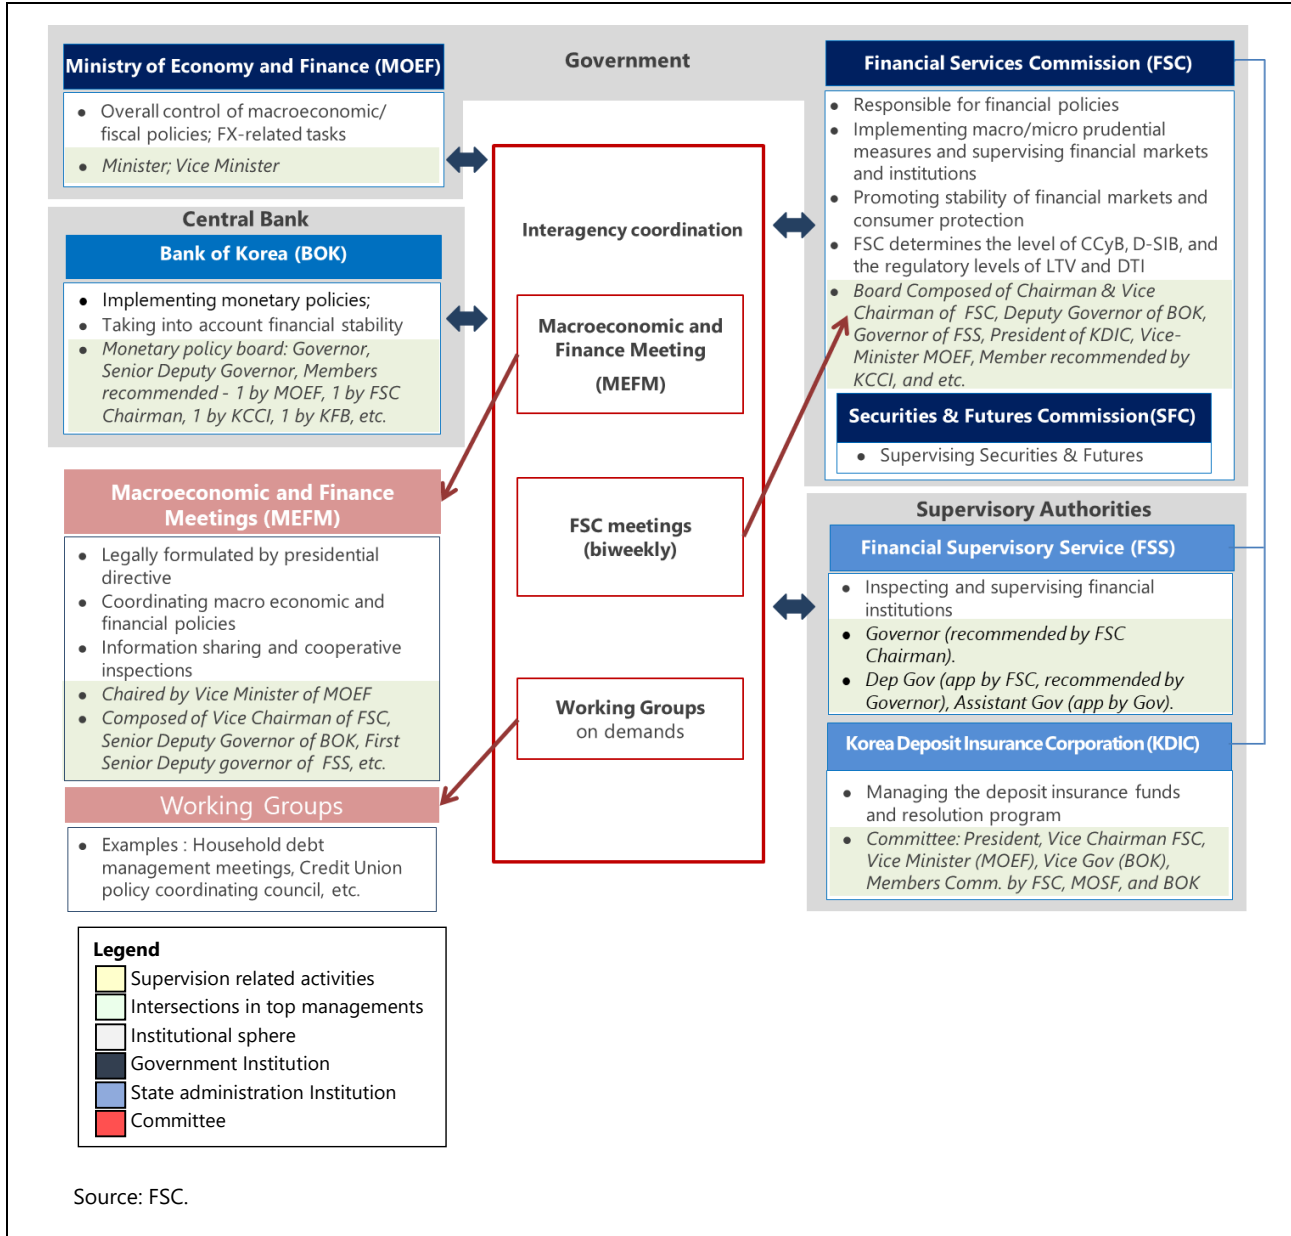 Government
Ministry of Economy and Finance (MOEF)
● Overall control of macroeconomic/
fiscal policies; FX-related tasks
● Minister; Vice Minister
Central Bank
Bank of Korea (BOK)
● Implementing monetary policies;
● Taking into account financial stability
● Monetary policy board: Governor,
Senior Deputy Governor, Members
recommended - 1 by MOEF, 1 by FSC
Chairman, 1 by KCCI, 1 by KFB, etc.
Macroeconomic and Finance
Meetings (MEFM)
● Legally formulated by presidential
directive
● Coordinating macro economic and
financial policies
● Information sharing and cooperative
inspections
● Chaired by Vice Minister of MOEF
● Composed of Vice Chairman of FSC,
Senior Deputy Governor of BOK, First
Senior Deputy governor of FSS, etc.
Working Groups
● Examples : Household debt
management meetings, Credit Union
policy coordinating council, etc.
Interagency coordination
Macroeconomic and
Finance Meeting
(MEFM)
FSC meetings
(biweekly)
Working Groups
on demands
Financial Services Commission (FSC)
● Responsible for financial policies
● Implementing macro/micro prudential
measures and supervising financial markets
and institutions
● Promoting stability of financial markets and
consumer protection
● FSC determines the level of CCyB, D-SIB, and
the regulatory levels of LTV and DTI
● Board Composed of Chairman & Vice
Chairman of FSC, Deputy Governor of BOK,
Governor of FSS, President of KDIC, Vice-
Minister MOEF, Member recommended by
KCCI, and etc.
Securities & Futures Commission(SFC)
● Supervising Securities & Futures
Supervisory Authorities
Financial Supervisory Service (FSS)
● Inspecting and supervising financial
institutions
● Governor (recommended by FSC
Chairman).
● Dep Gov (app by FSC, recommended by
Governor), Assistant Gov (app by Gov).
Korea Deposit Insurance Corporation (KDIC)
● Managing the deposit insurance funds
and resolution program
● Committee: President, Vice Chairman FSC,
Vice Minister (MOEF), Vice Gov (BOK),
Members Comm. by FSC, MOSF, and BOK
Legend
Supervision related activities
Intersections in top managements
Institutional sphere
Government Institution
State administration Institution
Committee
Source: FSC.